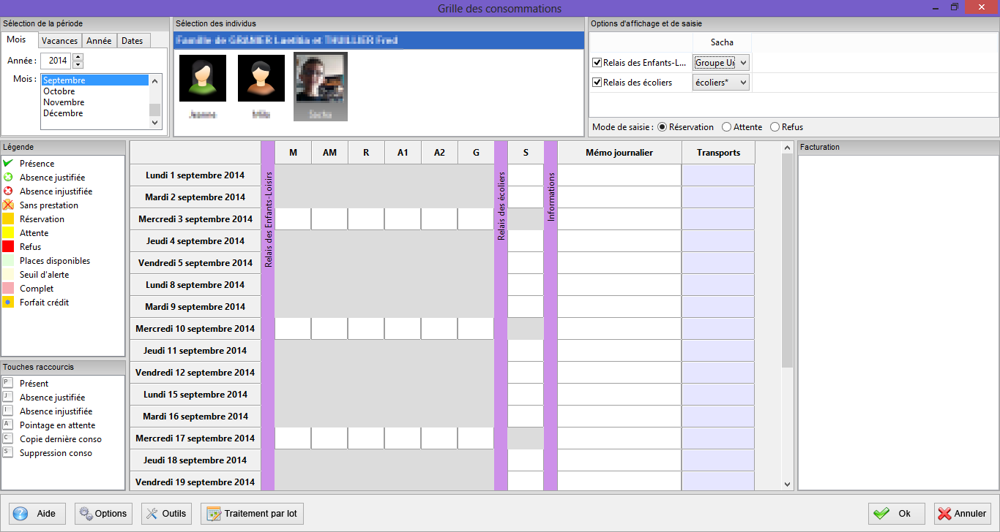 Grille des consommations
Sélection de la période
Mois Vacances Année Dates
Année : 2014
Mois : Septembre
Octobre
Novembre
Décembre
Sélection des individus
Famille de
et
Fred
Sacha
Options d'affichage et de saisie
Sacha
Relais des Enfants-L... Groupe Un
Relais des écoliers écoliers*
Mode de saisie : Réservation Attente Refus
Légende
Présence
Absence justifiée
Absence injustifiée
Sans prestation
Réservation
Attente
Refus
Places disponibles
Seuil d'alerte
Complet
Forfait crédit
Touches raccourcis
P Présent
J Absence justifiée
I Absence injustifiée
A Pointage en attente
C Copie dernière conso
S Suppression conso
M AM R A1 A2 G S Mémo journalier Transports
Relais des Enfants-Loisirs
Relais des écoliers
Informations
Lundi 1 septembre 2014
Mardi 2 septembre 2014
Mercredi 3 septembre 2014
Jeudi 4 septembre 2014
Vendredi 5 septembre 2014
Lundi 8 septembre 2014
Mardi 9 septembre 2014
Mercredi 10 septembre 2014
Jeudi 11 septembre 2014
Vendredi 12 septembre 2014
Lundi 15 septembre 2014
Mardi 16 septembre 2014
Mercredi 17 septembre 2014
Jeudi 18 septembre 2014
Vendredi 19 septembre 2014
Facturation
Aide Options Outils Traitement par lot Ok Annuler